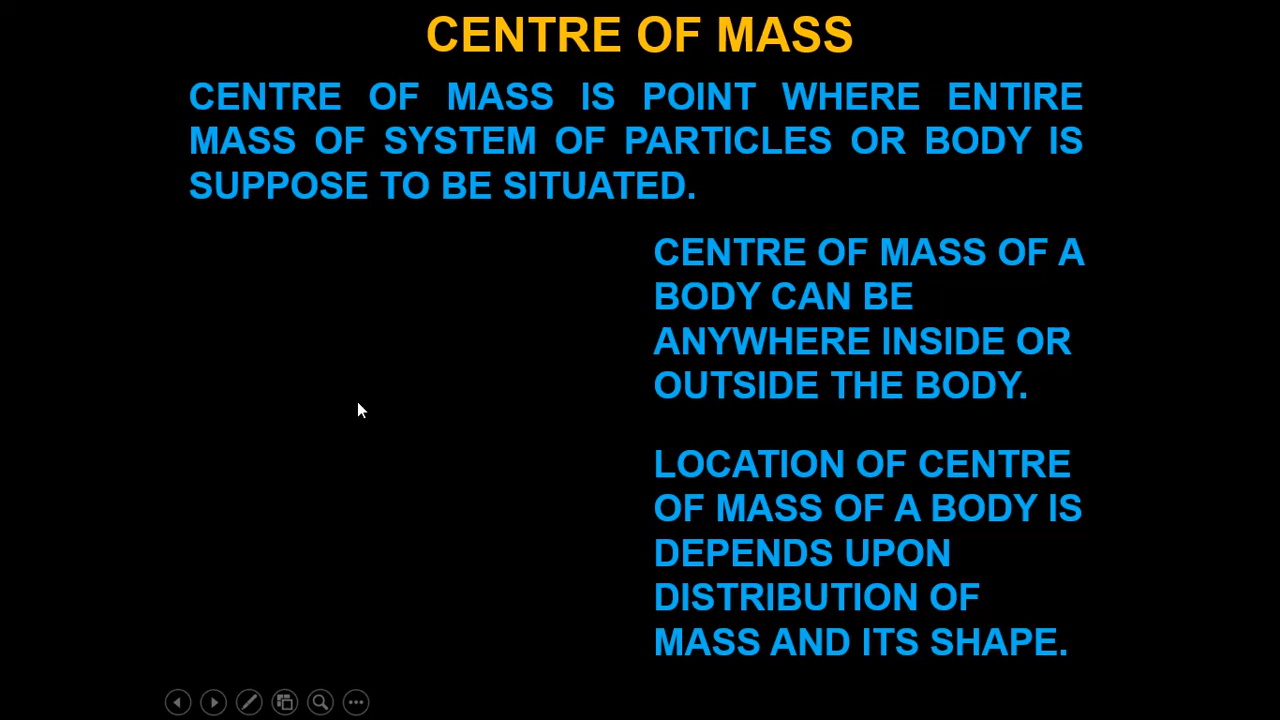 CENTRE OF MASS
CENTRE OF MASS IS POINT WHERE ENTIRE
MASS OF SYSTEM OF PARTICLES OR BODY IS
SUPPOSE TO BE SITUATED.
CENTRE OF MASS OF A
BODY CAN BE
ANYWHERE INSIDE OR
OUTSIDE THE BODY.
LOCATION OF CENTRE
OF MASS OF A BODY IS
DEPENDS UPON
DISTRIBUTION OF
MASS AND ITS SHAPE.